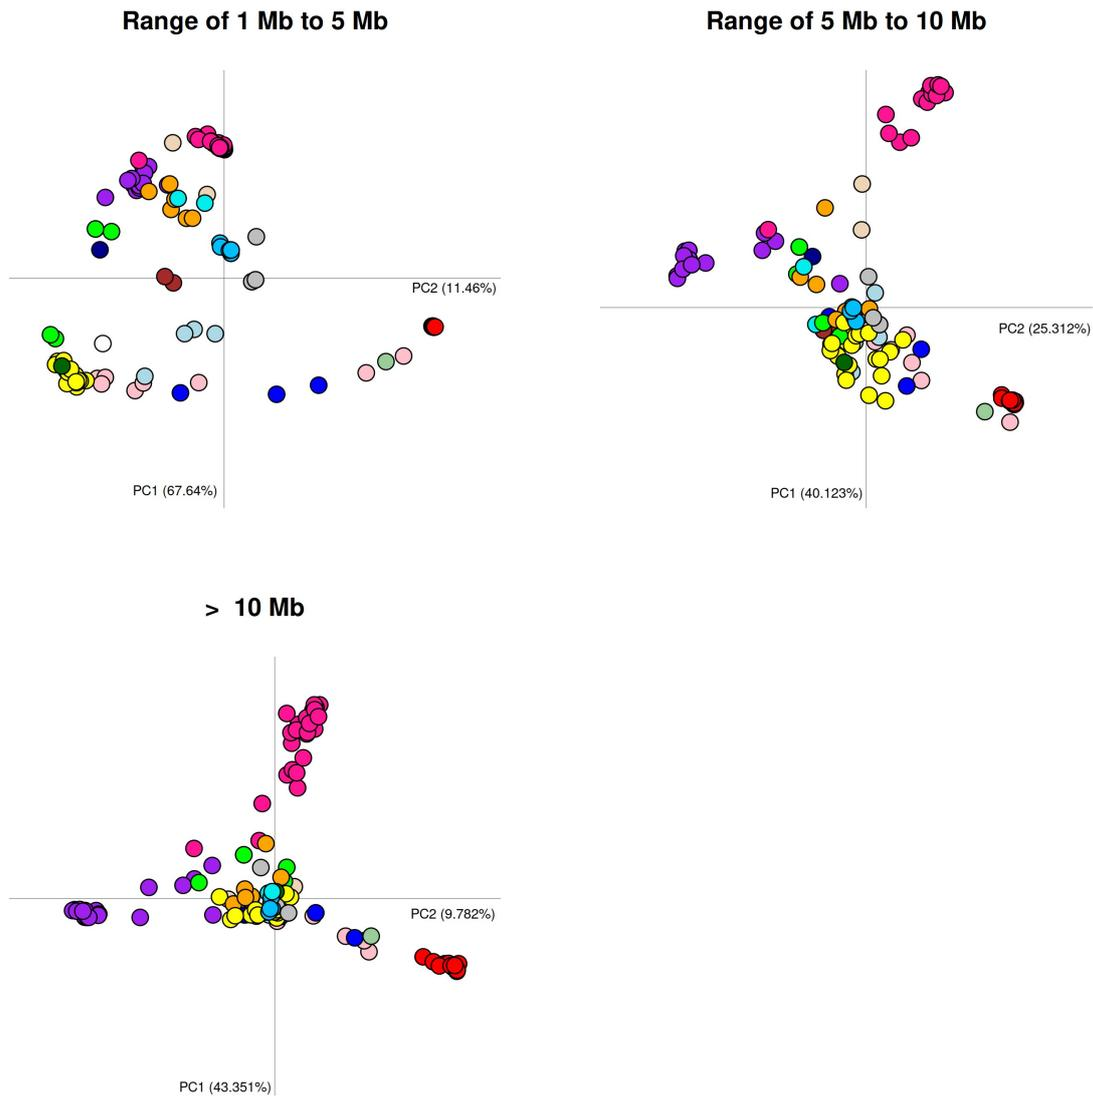 Range of 1 Mb to 5 Mb
Range of 5 Mb to 10 Mb
PC2 (11.46%)
PC2 (25.312%)
PC1 (67.64%)
PC1 (40.123%)
> 10 Mb
PC2 (9.782%)
PC1 (43.351%)